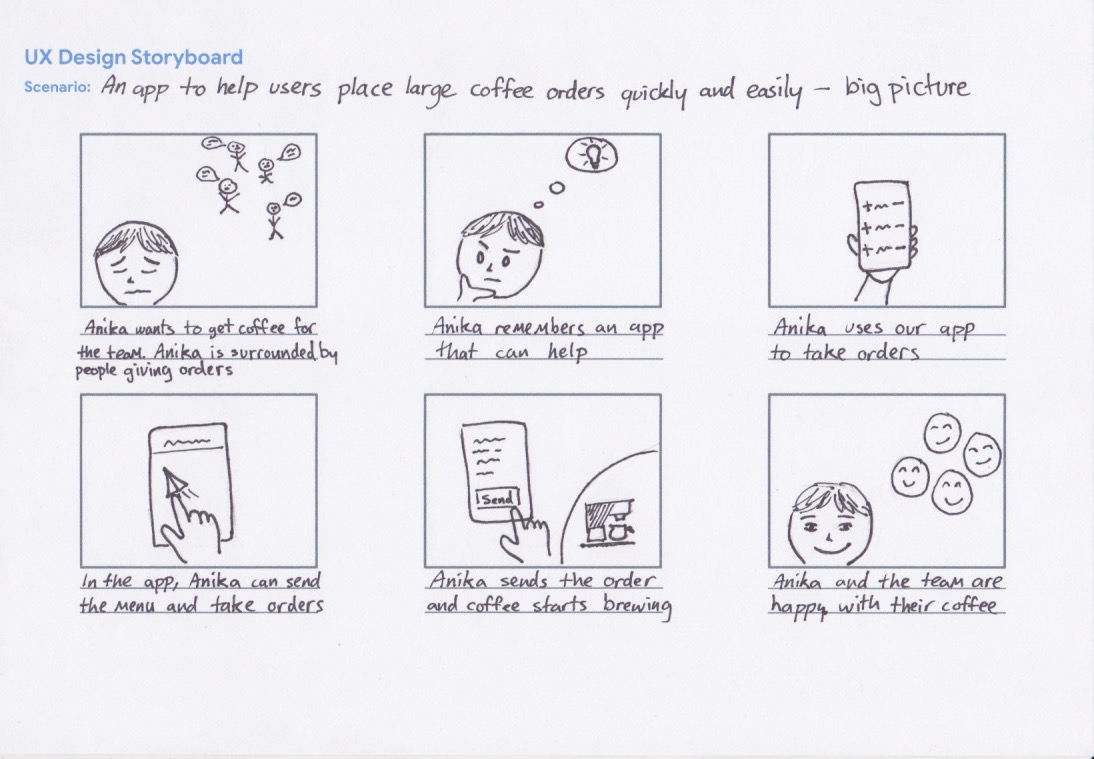 UX Design Storyboard
Scenario: An app to help users place large coffee orders quickly and easily – big picture
Anika wants to get coffee for
the team. Anika is surrounded by
people giving orders
Anika remembers an app
that can help
Anika uses our app
to take orders
Send
In the app, Anika can send
the menu and take orders
Anika sends the order
and coffee starts brewing
Anika and the team are
happy with their coffee